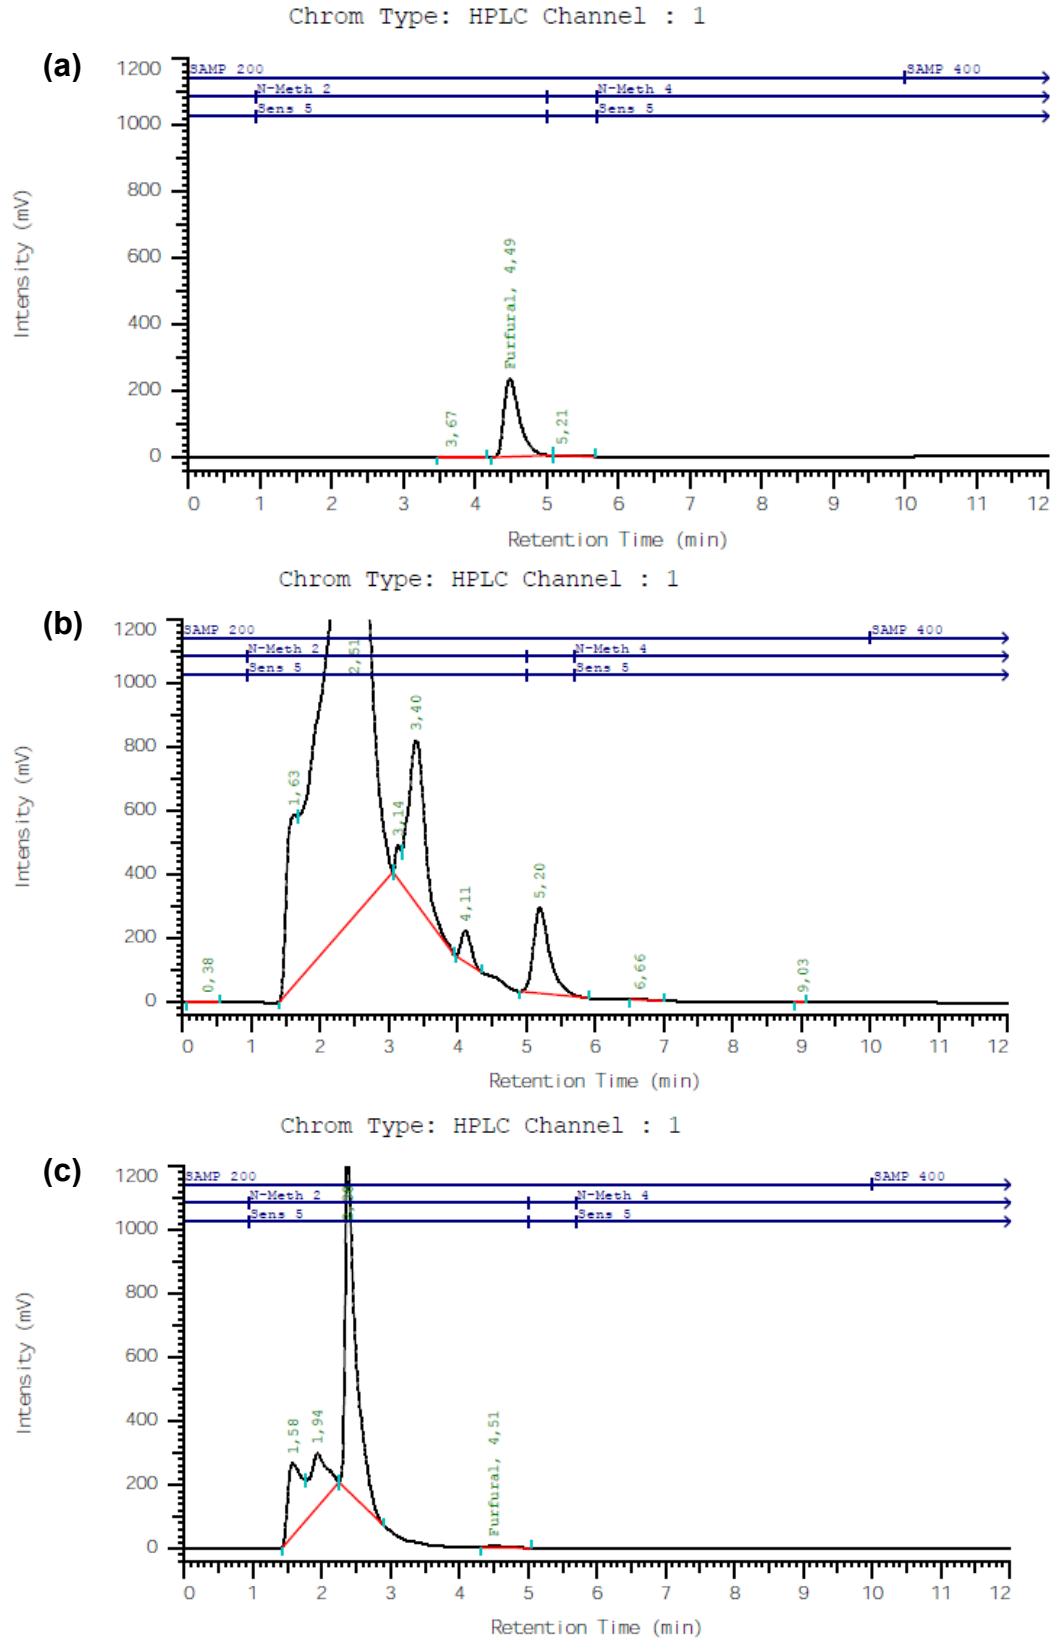 Chrom Type: HPLC Channel : 1
(a)
SAMP 200
SAMP 400
N-Meth 2
N-Meth 4
Sens 5
Sens 5
1200
1000
800
600
400
200
0
Intensity (mV)
3,67
Furfural, 4,49
5,21
0 1 2 3 4 5 6 7 8 9 10 11 12
Retention Time (min)
Chrom Type: HPLC Channel : 1
(b)
SAMP 200
SAMP 400
N-Meth 2
N-Meth 4
Sens 5
Sens 5
1200
1000
800
600
400
200
0
Intensity (mV)
0,38
1,63
2,51
3,14
3,40
4,11
5,20
6,66
9,03
0 1 2 3 4 5 6 7 8 9 10 11 12
Retention Time (min)
Chrom Type: HPLC Channel : 1
(c)
SAMP 200
SAMP 400
N-Meth 2
N-Meth 4
Sens 5
Sens 5
1200
1000
800
600
400
200
0
Intensity (mV)
1,58
1,94
Furfural, 4,51
0 1 2 3 4 5 6 7 8 9 10 11 12
Retention Time (min)